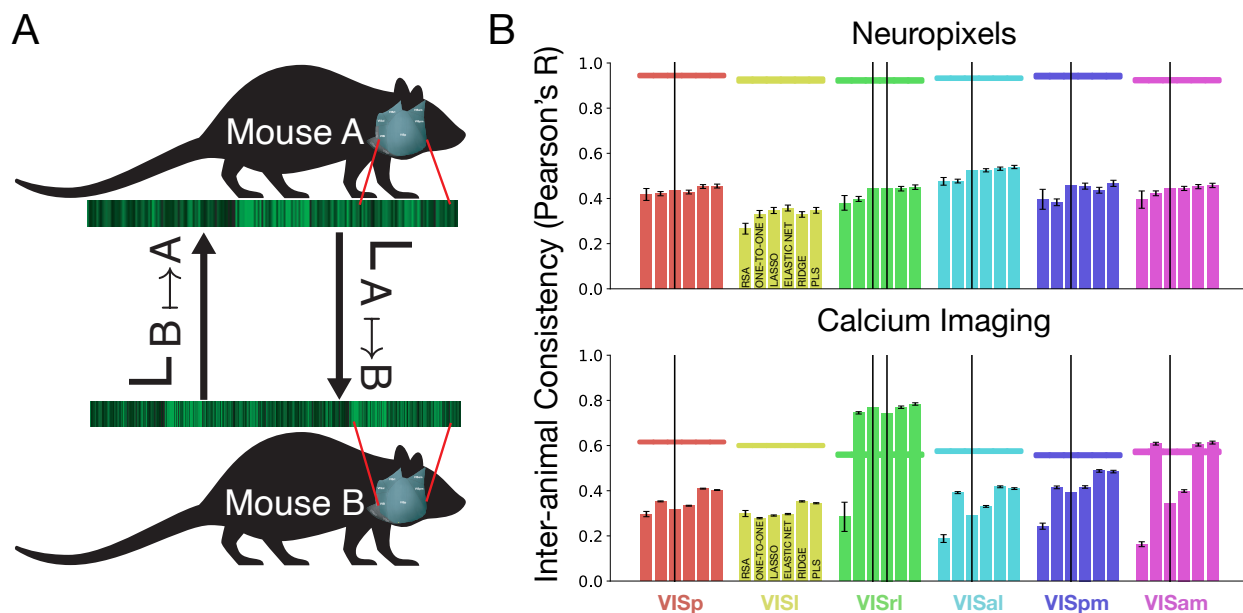 A
Mouse A
L B↦A
L A↦B
Mouse B
B
Neuropixels
Inter-animal Consistency (Pearson's R)
1.0
0.8
0.6
0.4
0.2
0.0
RSA
ONE-TO-ONE
LASSO
ELASTIC NET
RIDGE
PLS
Calcium Imaging
1.0
0.8
0.6
0.4
0.2
0.0
RSA
ONE-TO-ONE
LASSO
ELASTIC NET
RIDGE
PLS
VISp VISl VISrl VISal VISpm VISam